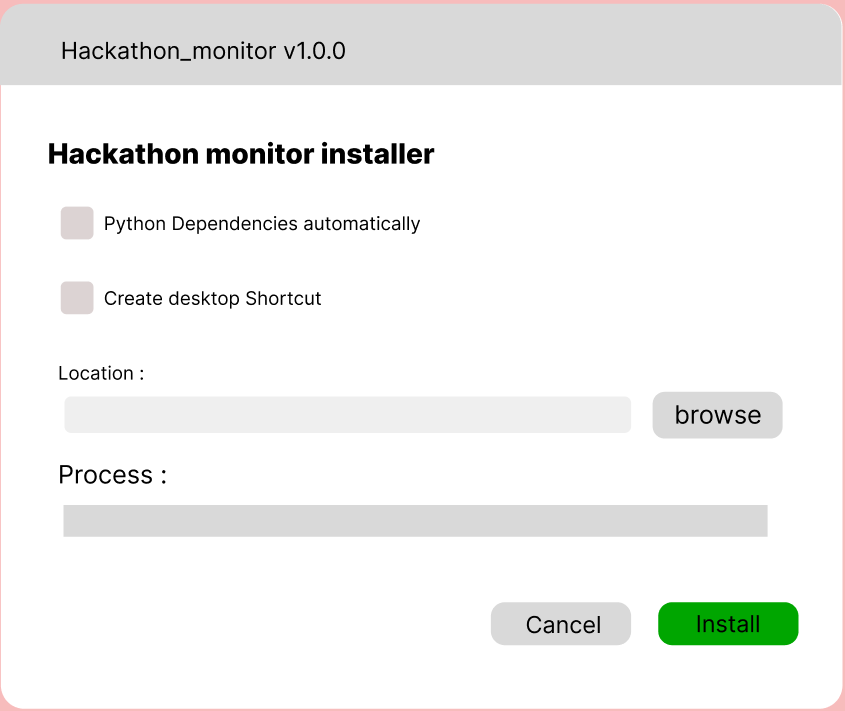 Hackathon_monitor v1.0.0
Hackathon monitor installer
Python Dependencies automatically
Create desktop Shortcut
Location :
browse
Process :
Cancel
Install